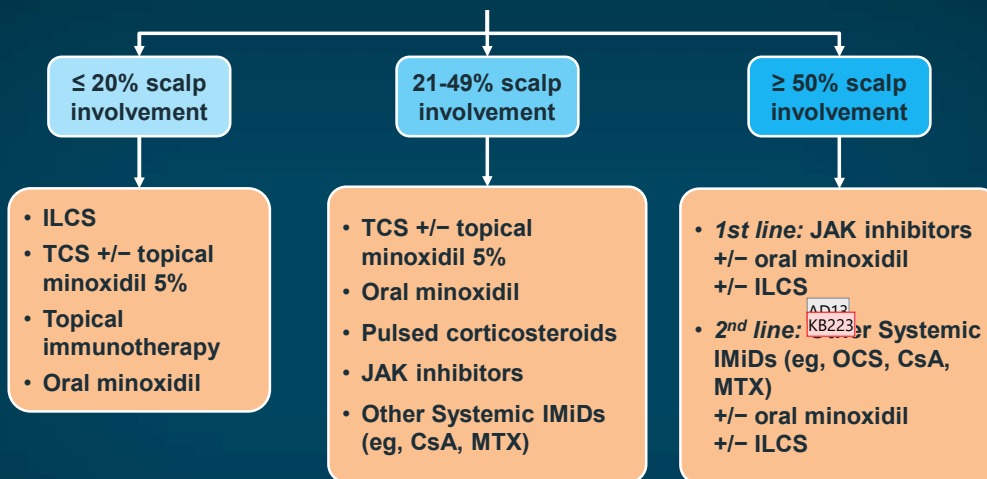 ≤ 20% scalp
involvement
21-49% scalp
involvement
≥ 50% scalp
involvement
• ILCS
• TCS +/− topical
minoxidil 5%
• Topical
immunotherapy
• Oral minoxidil
• TCS +/− topical
minoxidil 5%
• Oral minoxidil
• Pulsed corticosteroids
• JAK inhibitors
• Other Systemic IMiDs
(eg, CsA, MTX)
• 1st line: JAK inhibitors
+/− oral minoxidil
+/− ILCS
AD13
KB223
• 2nd line: Systemic
IMiDs (eg, OCS, CsA,
MTX)
+/− oral minoxidil
+/− ILCS